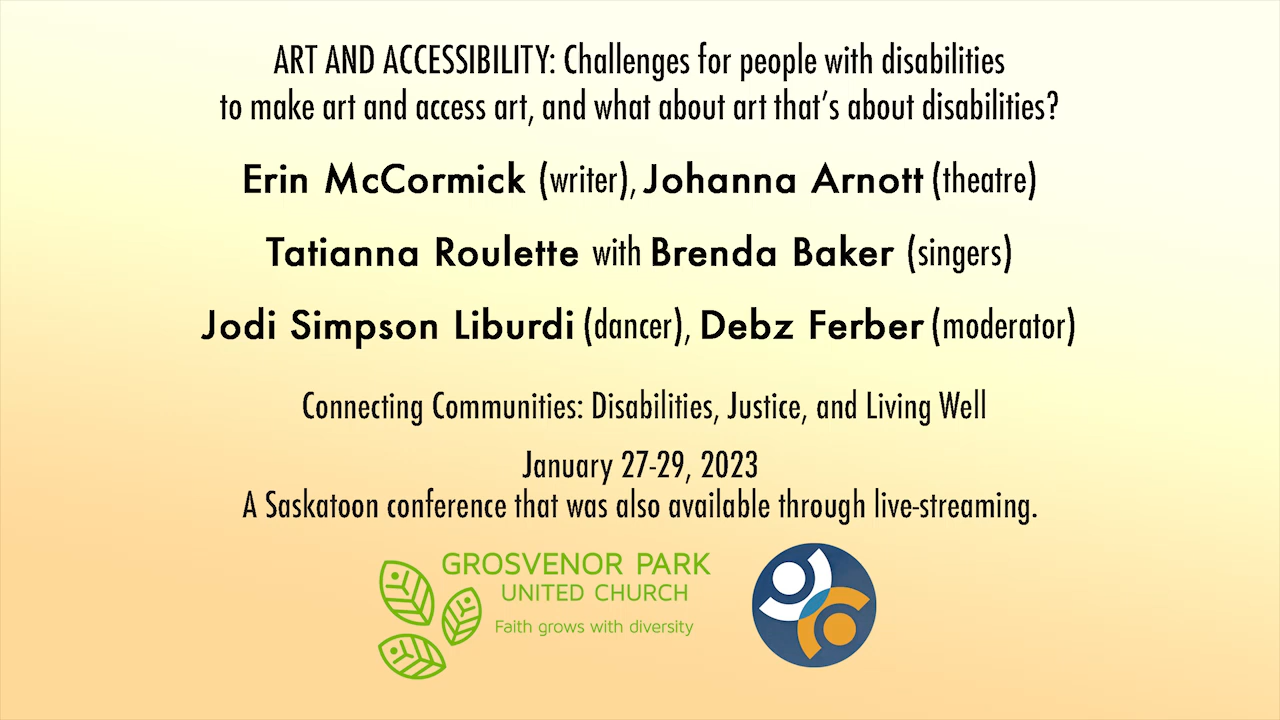 ART AND ACCESSIBILITY: Challenges for people with disabilities
to make art and access art, and what about art that's about disabilities?
Erin McCormick (writer), Johanna Arnott (theatre)
Tatianna Roulette with Brenda Baker (singers)
Jodi Simpson Liburdi (dancer), Debz Ferber (moderator)
Connecting Communities: Disabilities, Justice, and Living Well
January 27-29, 2023
A Saskatoon conference that was also available through live-streaming.
GROSVENOR PARK
UNITED CHURCH
Faith grows with diversity